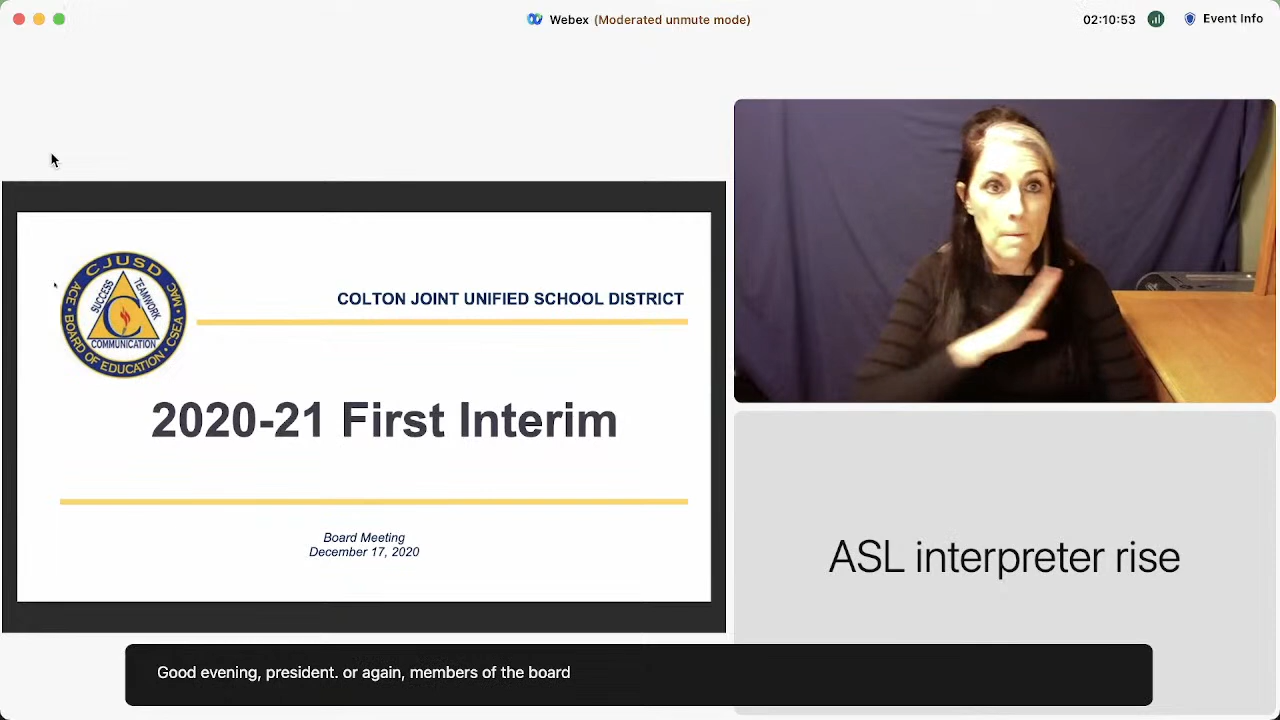 Webex (Moderated unmute mode)
02:10:53
Event Info
CJUSD
ACE • BOARD OF EDUCATION • CSEA • MAC
SUCCESS
TEAMWORK
C
COMMUNICATION
COLTON JOINT UNIFIED SCHOOL DISTRICT
2020-21 First Interim
Board Meeting
December 17, 2020
ASL interpreter rise
Good evening, president. or again, members of the board